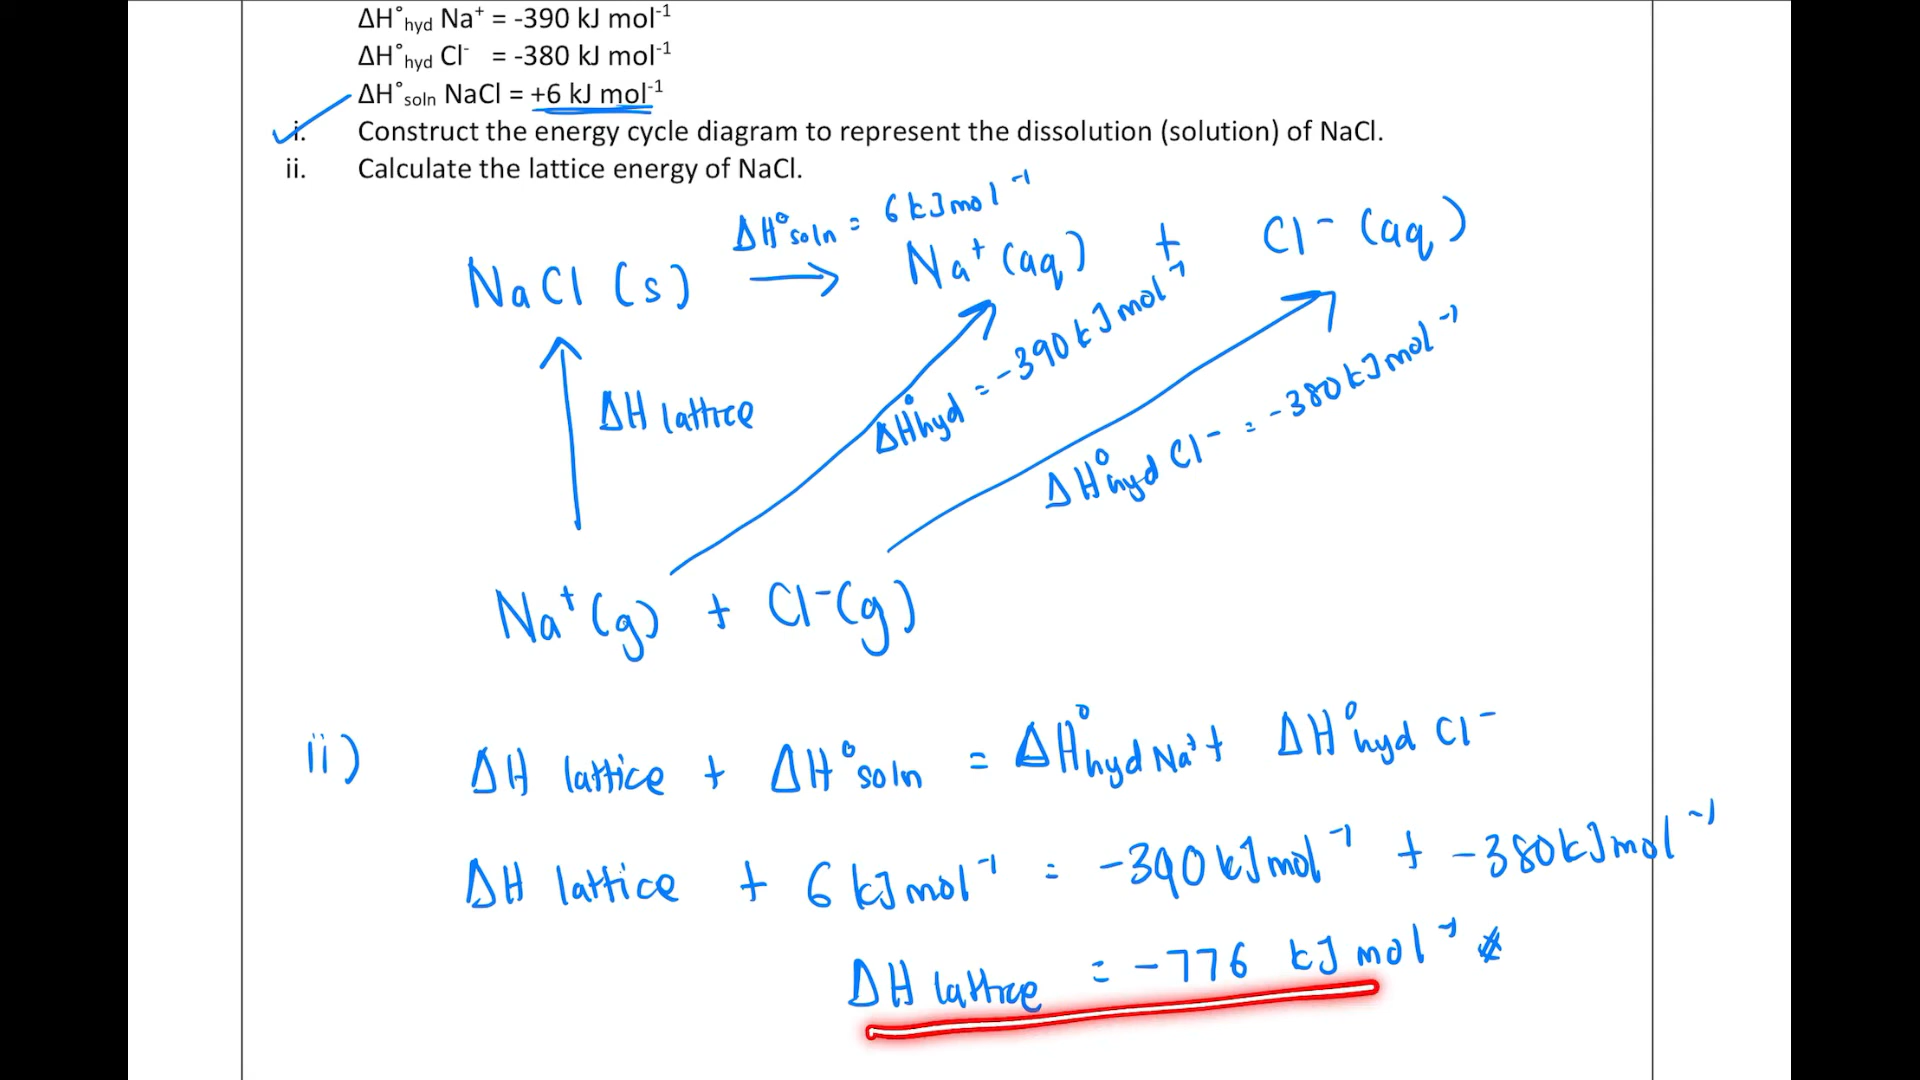 ΔH°hyd Na⁺ = -390 kJ mol⁻¹
ΔH°hyd Cl⁻ = -380 kJ mol⁻¹
ΔH°soln NaCl = +6 kJ mol⁻¹
i. Construct the energy cycle diagram to represent the dissolution (solution) of NaCl.
ii. Calculate the lattice energy of NaCl.
ΔH°soln = 6 kJ mol⁻¹
NaCl (s) → Na⁺ (aq) + Cl⁻ (aq)
ΔH lattice
ΔH°hyd = -390 kJ mol⁻¹
ΔH°hyd Cl⁻ = -380 kJ mol⁻¹
Na⁺(g) + Cl⁻(g)
ii) ΔH lattice + ΔH°soln = ΔH°hyd Na⁺ + ΔH°hyd Cl⁻
ΔH lattice + 6 kJ mol⁻¹ = -390 kJ mol⁻¹ + -380 kJ mol⁻¹
ΔH lattice = -776 kJ mol⁻¹